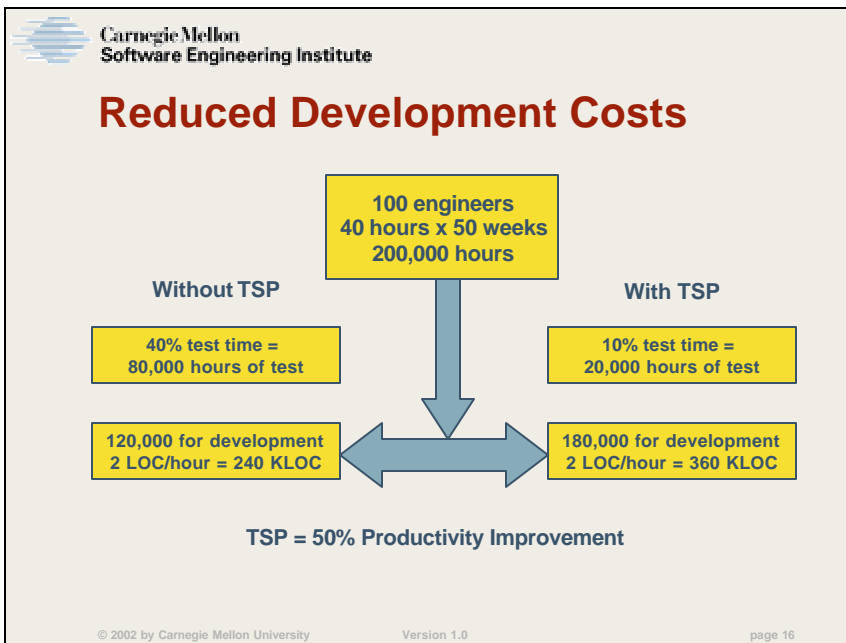 Carnegie Mellon
Software Engineering Institute
Reduced Development Costs
100 engineers
40 hours x 50 weeks
200,000 hours
Without TSP
With TSP
40% test time =
80,000 hours of test
10% test time =
20,000 hours of test
120,000 for development
2 LOC/hour = 240 KLOC
180,000 for development
2 LOC/hour = 360 KLOC
TSP = 50% Productivity Improvement
© 2002 by Carnegie Mellon University Version 1.0 page 16